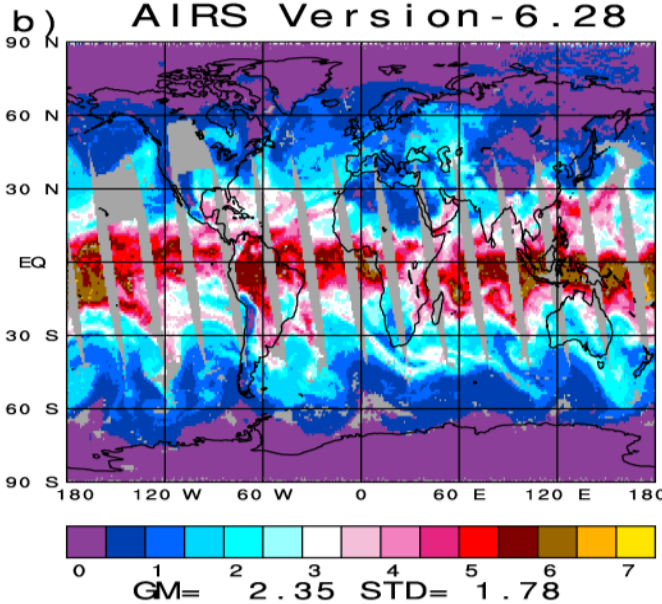 b) AIRS Version-6.28
90 N
60 N
30 N
EQ
30 S
60 S
90 S
180 120 W 60 W 0 60 E 120 E 180
0 1 2 3 4 5 6 7
GM= 2.35 STD= 1.78